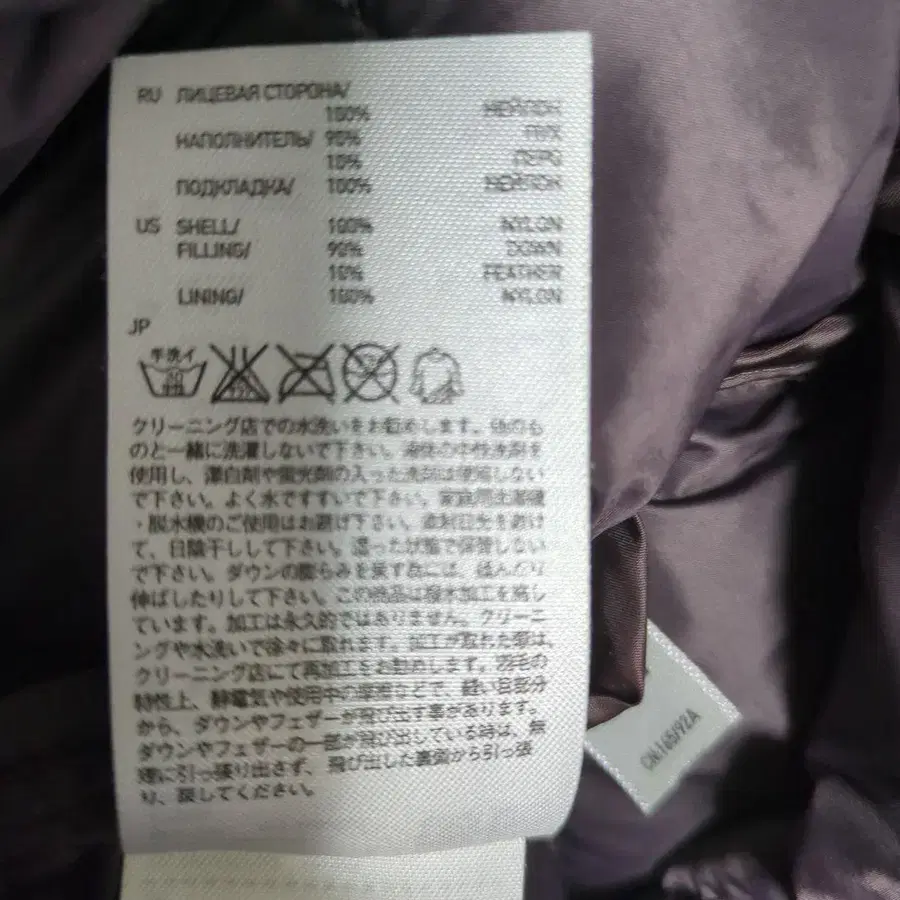 RU ЛИЦЕВАЯ СТОРОНА/
100% НЕЙЛОН
НАПОЛНИТЕЛЬ/ 90% ПУХ
10% ПЕРО
ПОДКЛАДКА/ 100% НЕЙЛОН
US SHELL/ 100% NYLON
FILLING/ 90% DOWN
10% FEATHER
LINING/ 100% NYLON
JP
手洗イ
30
クリーニング店での水洗いをお勧めします。他のも
のと一緒に洗濯しないで下さい。液体の中性洗剤を
使用し、漂白剤や蛍光剤の入った洗剤は使用しない
で下さい。よく水ですすいで下さい。家庭用洗濯機
・脱水機のご使用はお避け下さい。直射日光を避け
て、日陰干しして下さい。湿った状態で保管しない
で下さい。ダウンの膨らみを戻す為には、揉んだり
伸ばしたりして下さい。この商品は撥水加工を施し
ています。加工は永久的ではありません。クリーニ
ングや水洗いで徐々に取れます。加工が取れた際は、
クリーニング店にて再加工をお勧めします。羽毛の
特性上、静電気や使用中の摩擦などで、縫い目部分
から、ダウンやフェザーが飛び出す事があります。
ダウンやフェザーの一部が飛び出している時は、無
理に引っ張り出さず、飛び出した裏側から引っ張
り、戻してください。
CN165/92A